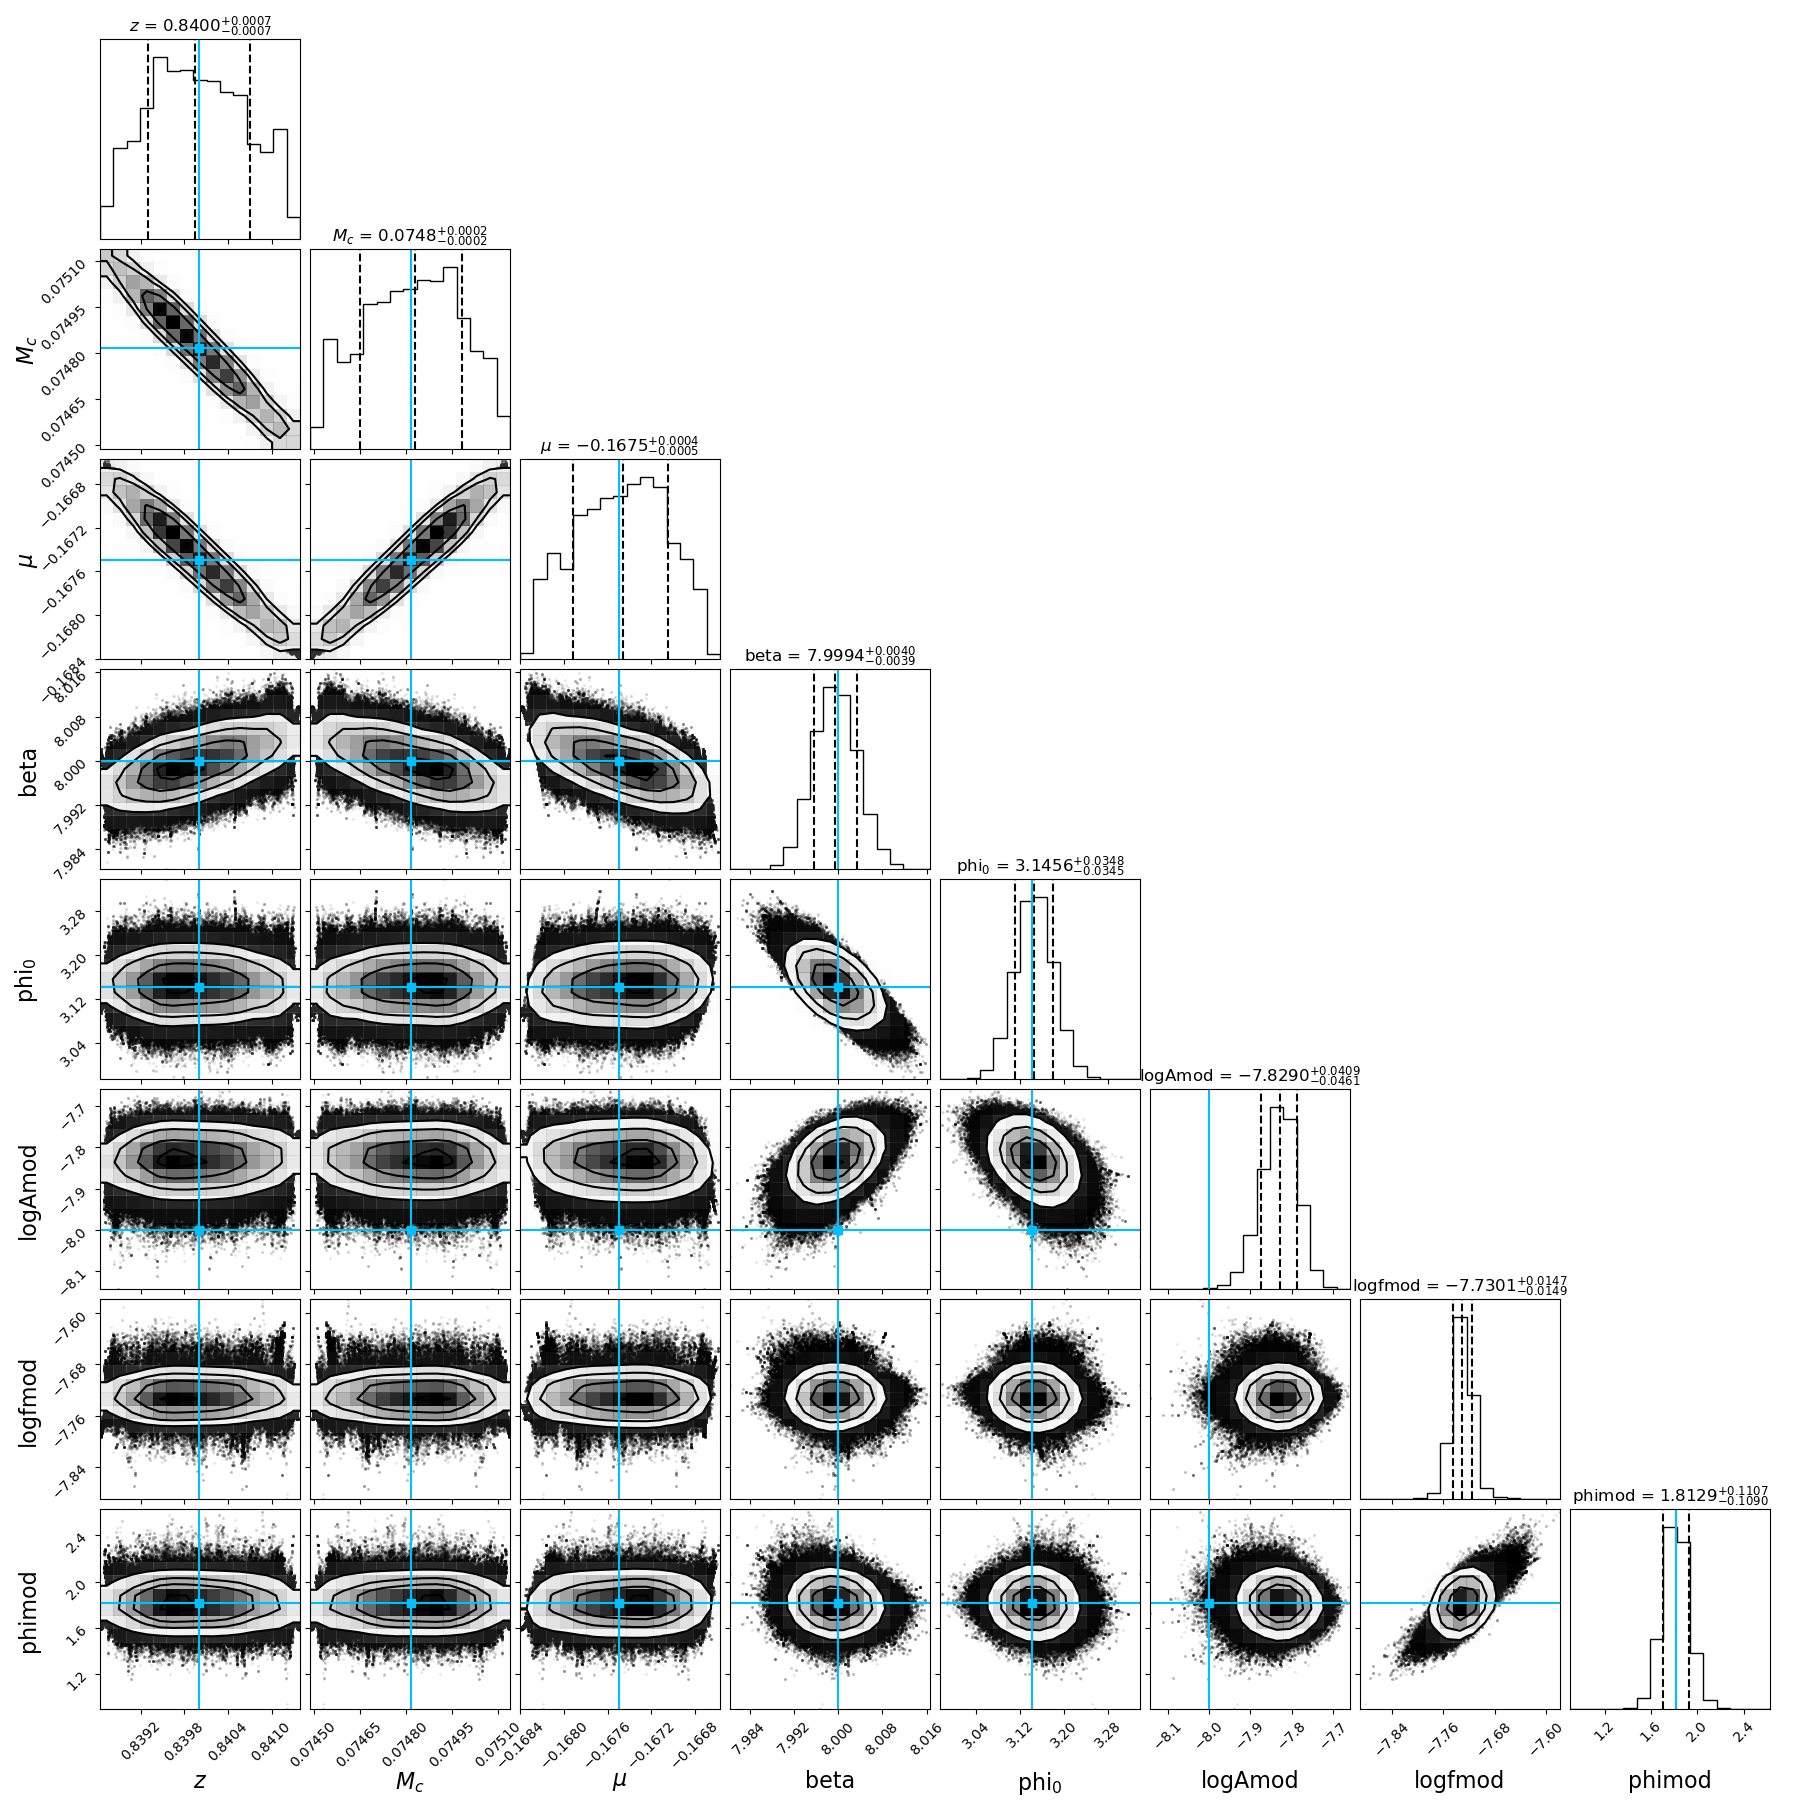 z = 0.8400+0.0007 −0.0007
M_c = 0.0748+0.0002 −0.0002
0.07510
0.07495
0.07480
0.07465
0.07450
M_c
μ = −0.1675+0.0004 −0.0005
−0.1668
−0.1672
−0.1676
−0.1680
−0.1684
μ
beta = 7.9994+0.0040 −0.0039
8.016
8.008
8.000
7.992
7.984
beta
phi0 = 3.1456+0.0348 −0.0345
3.28
3.20
3.12
3.04
phi0
logAmod = −7.8290+0.0409 −0.0461
−7.7
−7.8
−7.9
−8.0
−8.1
logAmod
logfmod = −7.7301+0.0147 −0.0149
−7.60
−7.68
−7.76
−7.84
logfmod
phimod = 1.8129+0.1107 −0.1090
2.4
2.0
1.6
1.2
phimod
0.8392 0.8398 0.8404 0.8410 0.07450 0.07465 0.07480 0.07495 0.07510 −0.1684 −0.1680 −0.1676 −0.1672 −0.1668 7.984 7.992 8.000 8.008 8.016 3.04 3.12 3.20 3.28 −8.1 −8.0 −7.9 −7.8 −7.7 −7.84 −7.76 −7.68 −7.60 1.2 1.6 2.0 2.4
z M_c μ beta phi0 logAmod logfmod phimod